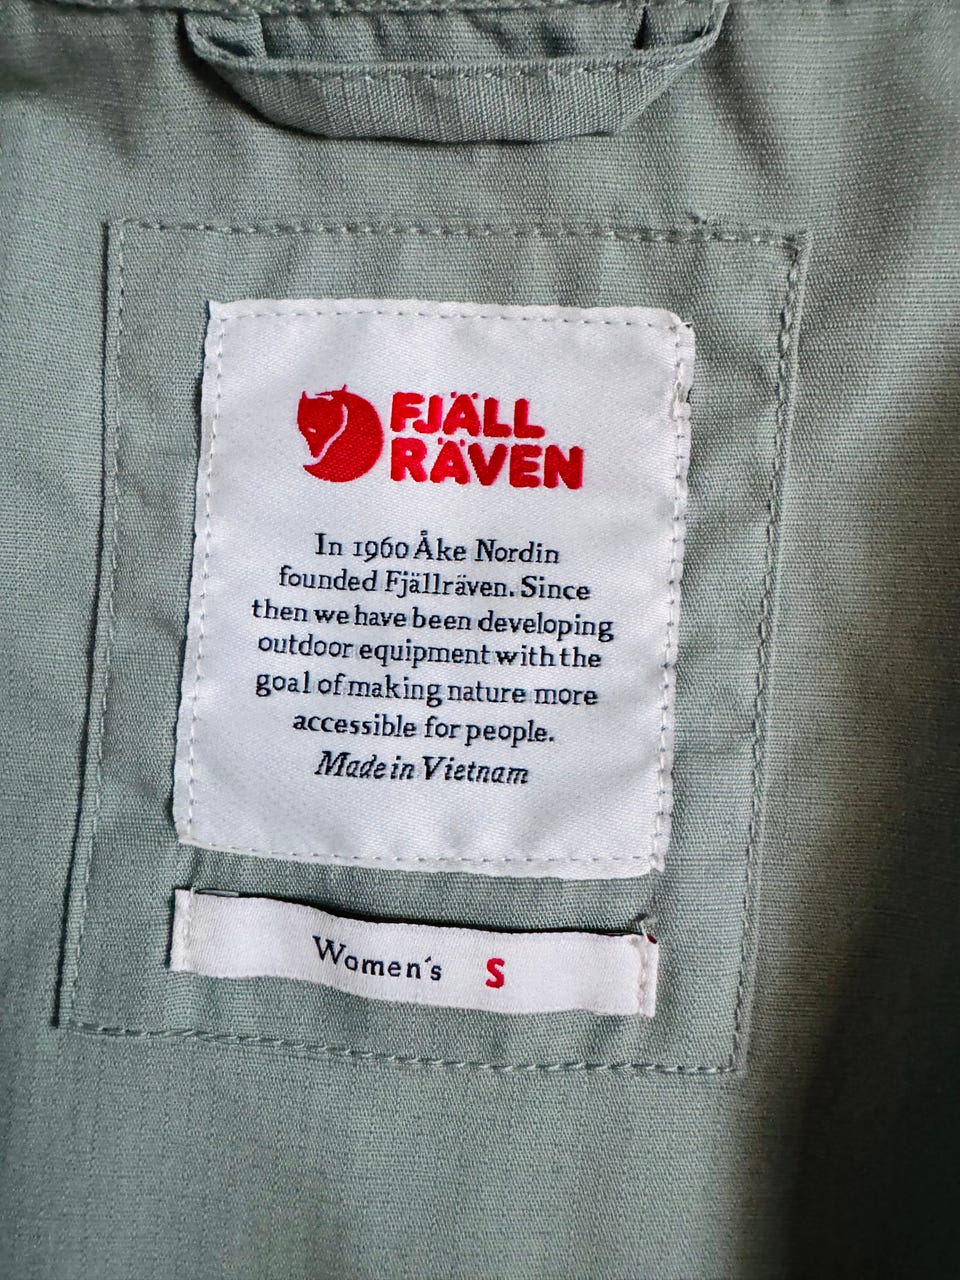 FJÄLL
RÄVEN
In 1960 Åke Nordin
founded Fjällräven. Since
then we have been developing
outdoor equipment with the
goal of making nature more
accessible for people.
Made in Vietnam
Women's S